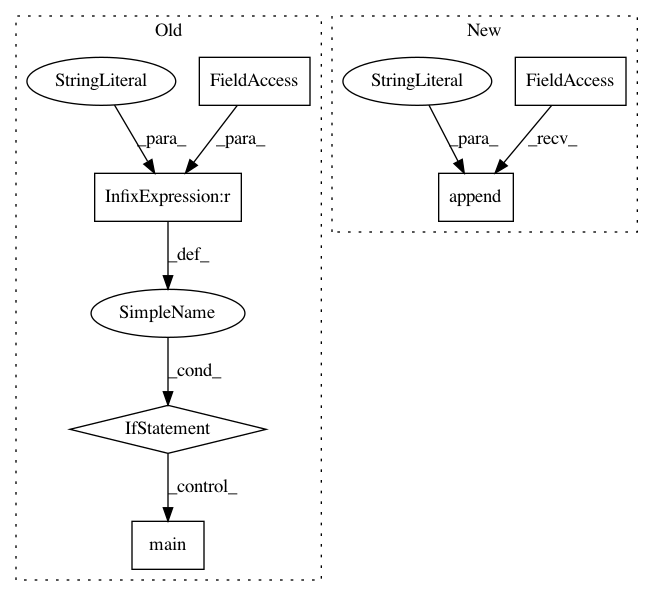 Old
New
StringLiteral
FieldAccess
StringLiteral
FieldAccess
_para_
_para_
_para_
_recv_
InfixExpression:r
append
_def_
SimpleName
_cond_
IfStatement
_control_
main